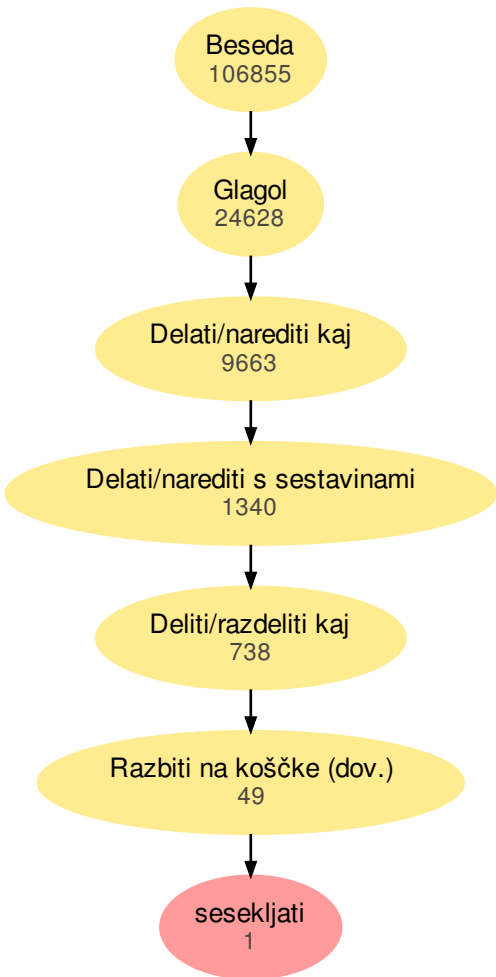 Beseda
106855
Glagol
24628
Delati/narediti kaj
9663
Delati/narediti s sestavinami
1340
Deliti/razdeliti kaj
738
Razbiti na koščke (dov.)
49
sesekljati
1